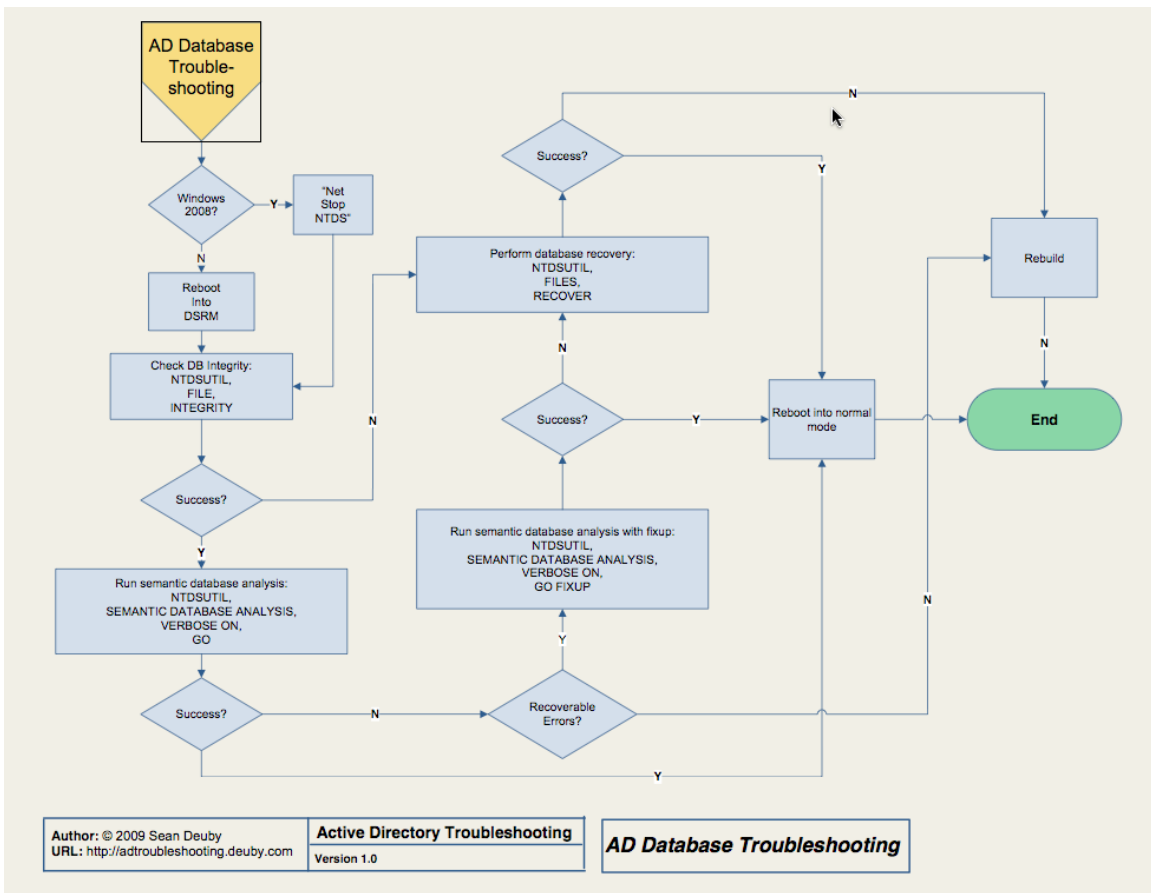 AD Database
Trouble-
shooting
Windows
2008?
Y
"Net
Stop
NTDS"
N
Reboot
Into
DSRM
Check DB Integrity:
NTDSUTIL,
FILE,
INTEGRITY
Success?
N
Y
Run semantic database analysis:
NTDSUTIL,
SEMANTIC DATABASE ANALYSIS,
VERBOSE ON,
GO
Success?
N
Y
Recoverable
Errors?
N
Y
Run semantic database analysis with fixup:
NTDSUTIL,
SEMANTIC DATABASE ANALYSIS,
VERBOSE ON,
GO FIXUP
Success?
Y
N
Perform database recovery:
NTDSUTIL,
FILES,
RECOVER
Success?
N
Y
Reboot into normal
mode
Rebuild
N
End
Author: © 2009 Sean Deuby
URL: http://adtroubleshooting.deuby.com
Active Directory Troubleshooting
Version 1.0
AD Database Troubleshooting